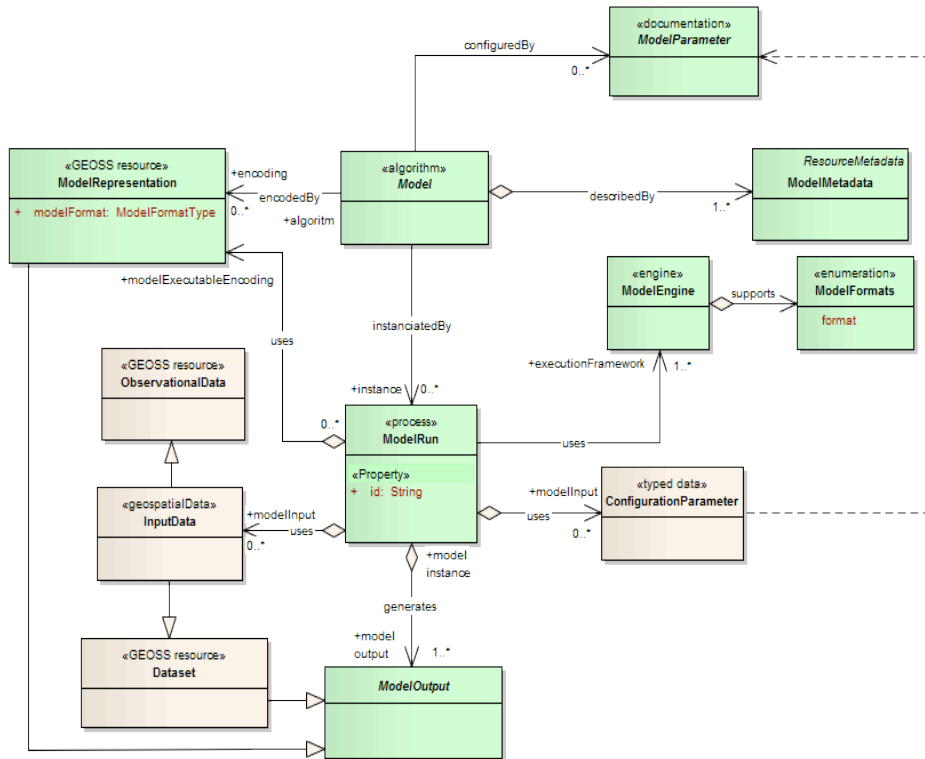 «documentation»
ModelParameter
configuredBy
0..*
«GEOSS resource»
ModelRepresentation
+ modelFormat: ModelFormatType
+encoding
encodedBy
0..*
+algoritm
«algorithm»
Model
describedBy
1..*
ResourceMetadata
ModelMetadata
+modelExecutableEncoding
uses
instanciatedBy
«engine»
ModelEngine
supports
«enumeration»
ModelFormats
format
+executionFramework
1..*
«GEOSS resource»
ObservationalData
+instance
0..*
0..*
«process»
ModelRun
«Property»
+ id: String
uses
«geospatialData»
InputData
+modelInput
uses
0..*
+modelInput
uses
0..*
«typed data»
ConfigurationParameter
+model
instance
generates
+model
output
1..*
«GEOSS resource»
Dataset
ModelOutput